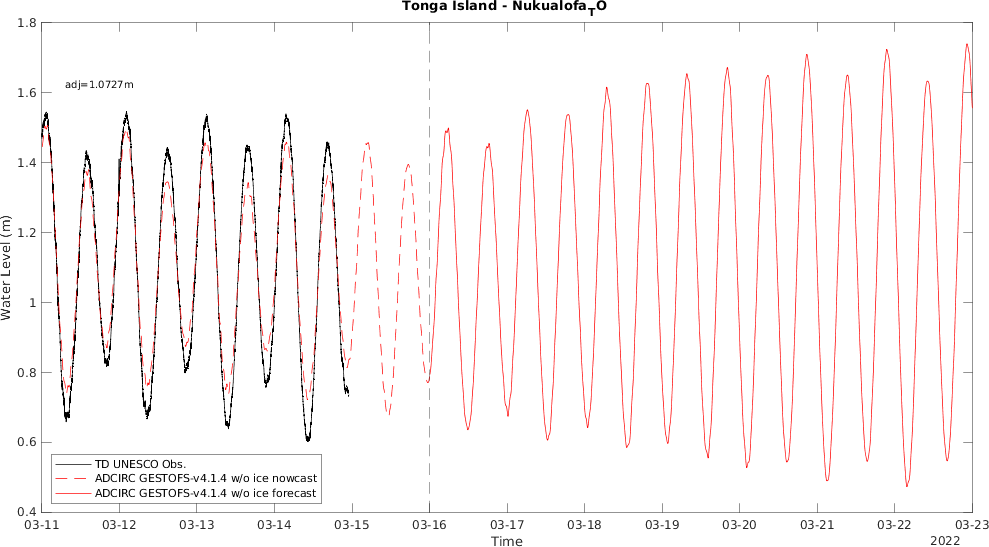 Tonga Island - NukualofaTO
1.8
1.6
1.4
1.2
1
0.8
0.6
0.4
Water Level (m)
adj=1.0727m
TD UNESCO Obs.
ADCIRC GESTOFS-v4.1.4 w/o ice nowcast
ADCIRC GESTOFS-v4.1.4 w/o ice forecast
03-11 03-12 03-13 03-14 03-15 03-16 03-17 03-18 03-19 03-20 03-21 03-22 03-23
Time
2022